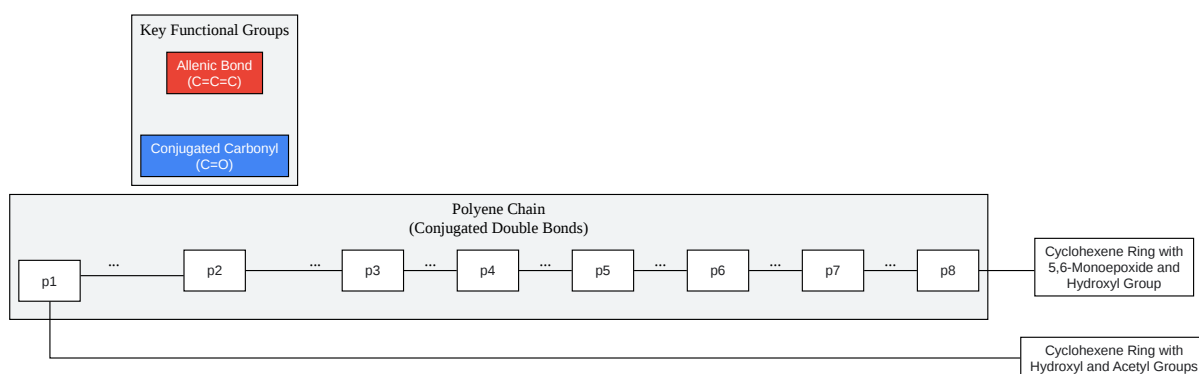 Key Functional Groups
Allenic Bond
(C=C=C)
Conjugated Carbonyl
(C=O)
Polyene Chain
(Conjugated Double Bonds)
p1 ... p2 ... p3 ... p4 ... p5 ... p6 ... p7 ... p8
Cyclohexene Ring with
5,6-Monoepoxide and
Hydroxyl Group
Cyclohexene Ring with
Hydroxyl and Acetyl Groups